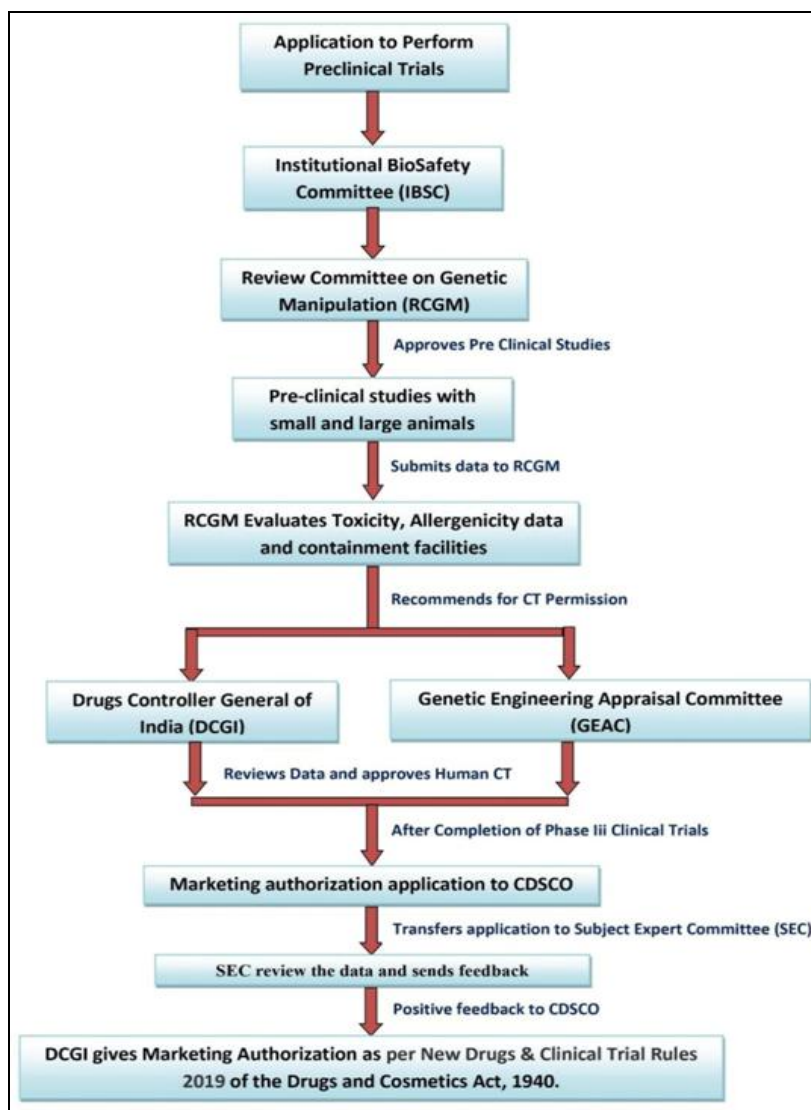 Application to Perform
Preclinical Trials
Institutional BioSafety
Committee (IBSC)
Review Committee on Genetic
Manipulation (RCGM)
Approves Pre Clinical Studies
Pre-clinical studies with
small and large animals
Submits data to RCGM
RCGM Evaluates Toxicity, Allergenicity data
and containment facilities
Recommends for CT Permission
Drugs Controller General of
India (DCGI)
Genetic Engineering Appraisal Committee
(GEAC)
Reviews Data and approves Human CT
After Completion of Phase Iii Clinical Trials
Marketing authorization application to CDSCO
Transfers application to Subject Expert Committee (SEC)
SEC review the data and sends feedback
Positive feedback to CDSCO
DCGI gives Marketing Authorization as per New Drugs & Clinical Trial Rules
2019 of the Drugs and Cosmetics Act, 1940.